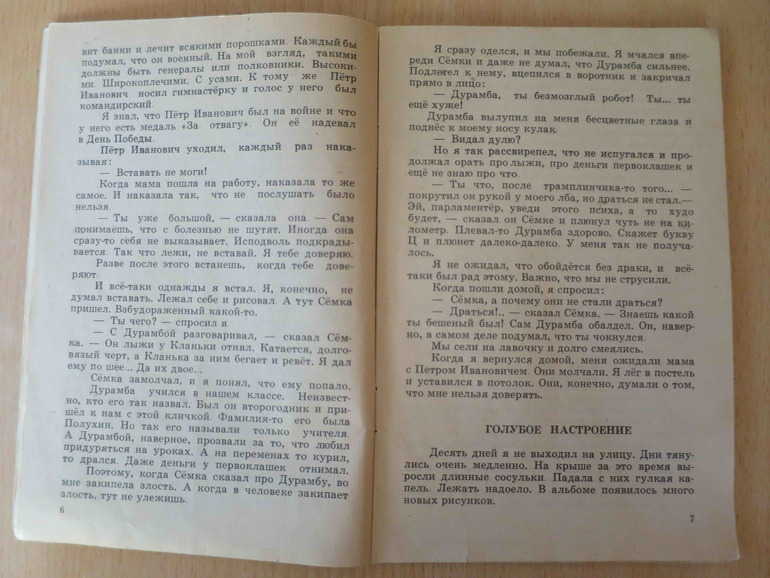 вит банки и лечит всякими порошками. Каждый бы
подумал, что он военный. На мой взгляд, такими
должны быть генералы или полковники. Высоки-
ми. Широкоплечими. С усами. К тому же Пётр
Иванович носил гимнастёрку и голос у него был
командирский.
Я знал, что Пётр Иванович был на войне и что
у него есть медаль «За отвагу». Он её надевал
в День Победы.
Пётр Иванович уходил, каждый раз нака-
зывая:
— Вставать не моги!
Когда мама пошла на работу, наказала то же
самое. И наказала так, что не послушать было
нельзя.
— Ты уже большой, — сказала она. — Сам
понимаешь, что с болезнью не шутят. Иногда она
сразу-то себя не выказывает. Исподволь подкрады-
вается. Так что лежи, не вставай. Я тебе доверяю.
Разве после этого встанешь, когда тебе дове-
ряют.
И всё-таки однажды я встал. Я, конечно, не
думал вставать. Лежал себе и рисовал. А тут Сёмка
пришел. Взбудораженный какой-то.
— Ты чего? — спросил я.
— С Дурамбой разговаривал, — сказал Сём-
ка. — Он лыжи у Кланьки отнял. Катается, долго-
вязый черт, а Кланька за ним бегает и ревёт. Я дал
ему по шее... Да их двое...
Сёмка замолчал, и я понял, что ему попало.
Дурамба учился в нашем классе. Неизвест-
но, кто его так назвал. Был он второгодник и при-
шёл к нам с этой кличкой. Фамилия-то его была
Полухин. Но так его называли только учителя.
А Дурамбой, наверное, прозвали за то, что любил
придуряться на уроках. А на переменах то курил,
то дрался. Даже деньги у первоклашек отнимал.
Поэтому, когда Сёмка сказал про Дурамбу, во
мне закипела злость. А когда в человеке закипает
злость, тут не улежишь.
6
Я сразу оделся, и мы побежали. Я мчался впе-
реди Сёмки и даже не думал, что Дурамба сильнее.
Подлетел к нему, вцепился в воротник и закричал
прямо в лицо:
— Дурамба, ты безмозглый робот! Ты... ты
ещё хуже!
Дурамба вылупил на меня бесцветные глаза и
поднёс к моему носу кулак.
— Видал дулю?
Но я так рассвирепел, что не испугался и про-
должал орать про лыжи, про деньги первоклашек и
ещё не знаю про что.
— Ты что, после трамплинчика-то того... —
покрутил он рукой у моего лба, но драться не стал.—
Эй, парламентёр, уведи этого психа, а то худо
будет, — сказал он Сёмке и плюнул чуть не на ки-
лометр. Плевал-то Дурамба здорово. Скажет букву
Ц и плюнет далеко-далеко. У меня так не получа-
лось.
Я не ожидал, что обойдётся без драки, и всё-
таки был рад этому. Важно, что мы не струсили.
Когда пошли домой, я спросил:
— Сёмка, а почему они не стали драться?
— Драться!.. — сказал Сёмка. — Знаешь какой
ты бешеный был! Сам Дурамба обалдел. Он, навер-
но, в самом деле подумал, что ты чокнулся.
Мы сели на лавочку и долго смеялись.
Когда я вернулся домой, меня ожидали мама
с Петром Ивановичем. Они молчали. Я лёг в постель
и уставился в потолок. Они, конечно, думали о том,
что мне нельзя доверять.
ГОЛУБОЕ НАСТРОЕНИЕ
Десять дней я не выходил на улицу. Дни тяну-
лись очень медленно. На крыше за это время вы-
росли длинные сосульки. Падала с них гулкая ка-
пель. Лежать надоело. В альбоме появилось много
новых рисунков.
7